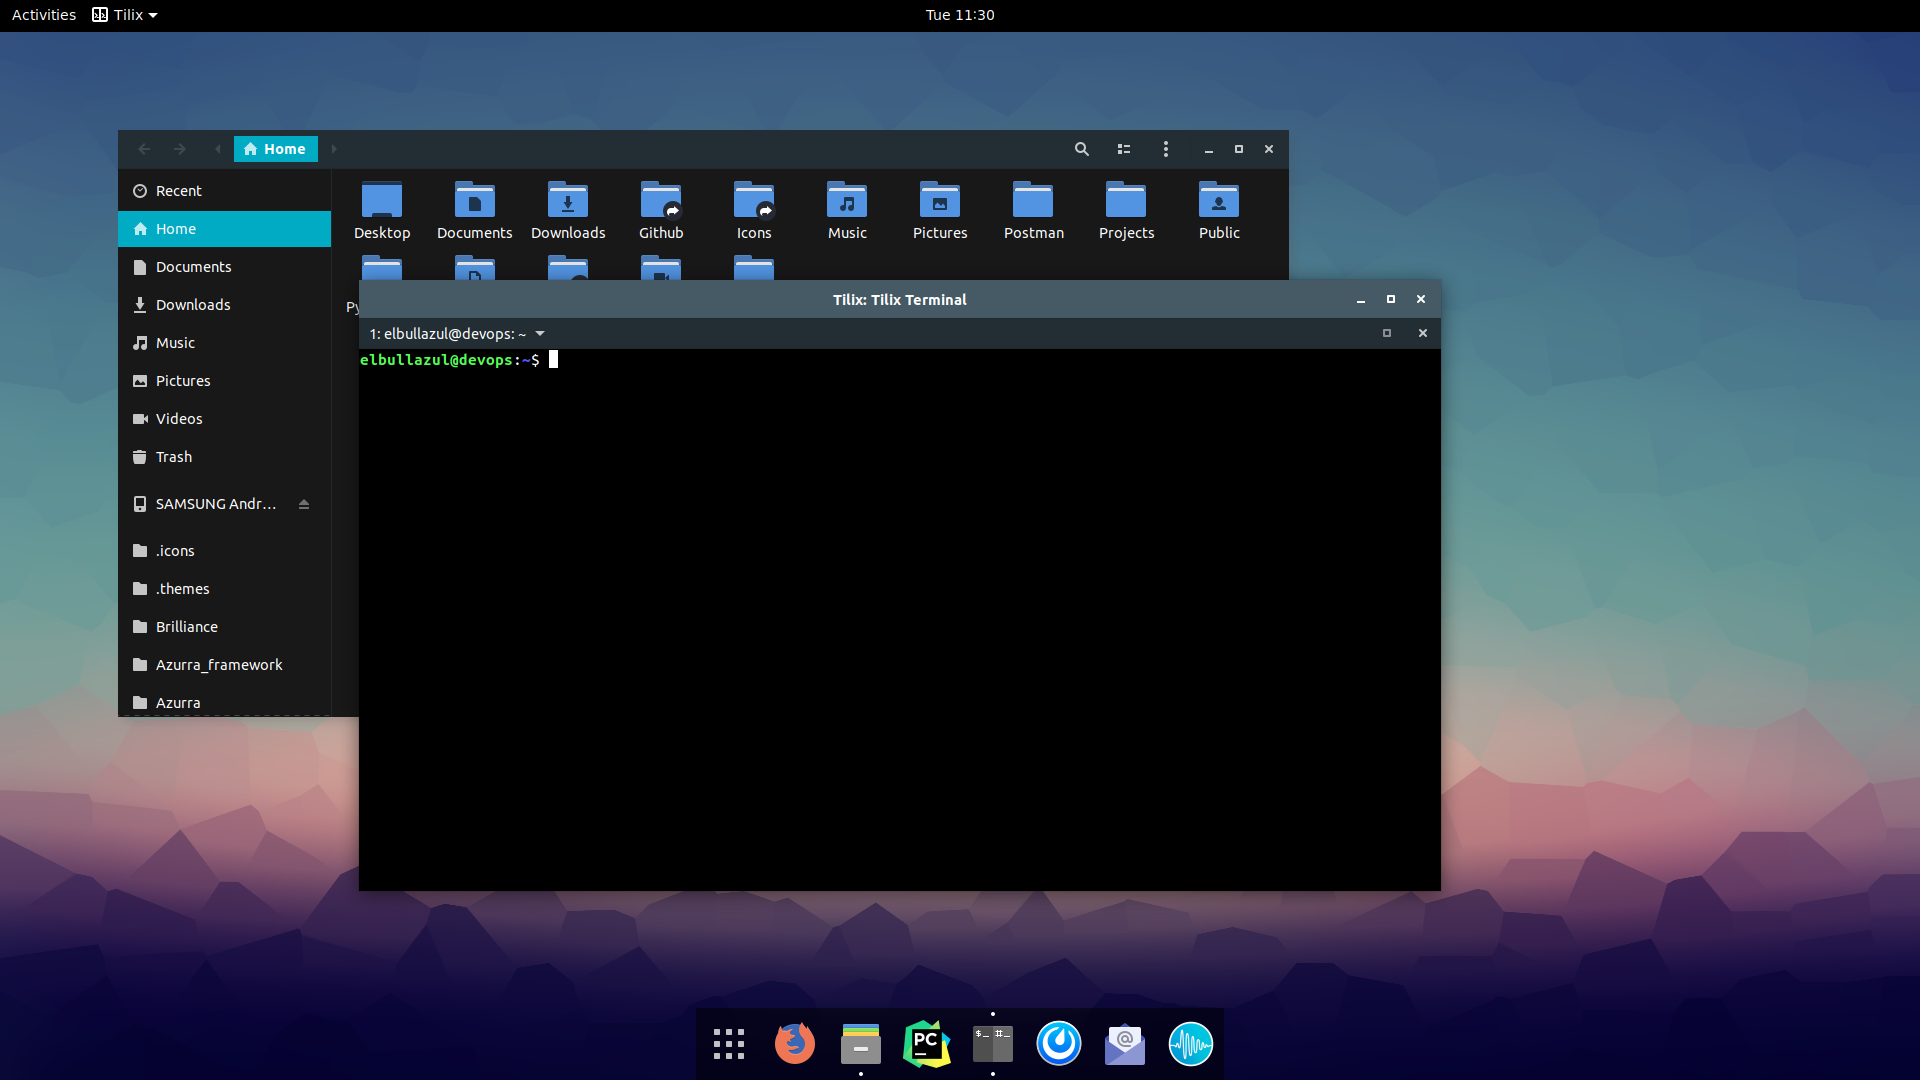 Activities Tilix Tue 11:30
Home
Recent
Home
Documents
Downloads
Music
Pictures
Videos
Trash
SAMSUNG Andr…
.icons
.themes
Brilliance
Azurra_framework
Azurra
Desktop Documents Downloads Github Icons Music Pictures Postman Projects Public
Py
Tilix: Tilix Terminal
1: elbullazul@devops: ~
elbullazul@devops:~$
PC $_ #_ @